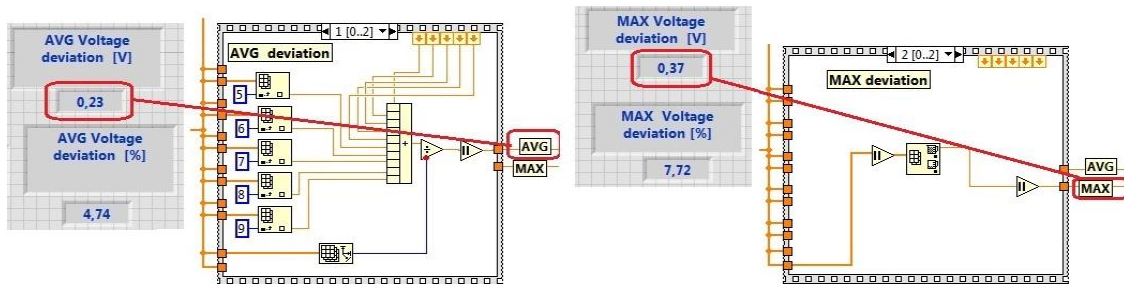 AVG Voltage
deviation [V]
0,23
AVG Voltage
deviation [%]
4,74
1 [0..2]
AVG deviation
5
6
7
8
9
+
÷
AVG
MAX
MAX Voltage
deviation [V]
0,37
MAX Voltage
deviation [%]
7,72
2 [0..2]
MAX deviation
AVG
MAX